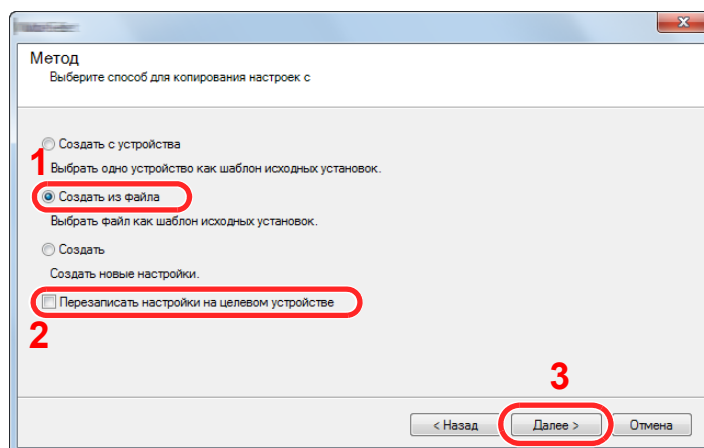 Метод
Выберите способ для копирования настроек с
Создать с устройства
1
Выбрать одно устройство как шаблон исходных установок.
Создать из файла
Выбрать файл как шаблон исходных установок.
Создать
Создать новые настройки.
Перезаписать настройки на целевом устройстве
2
3
< Назад Далее > Отмена